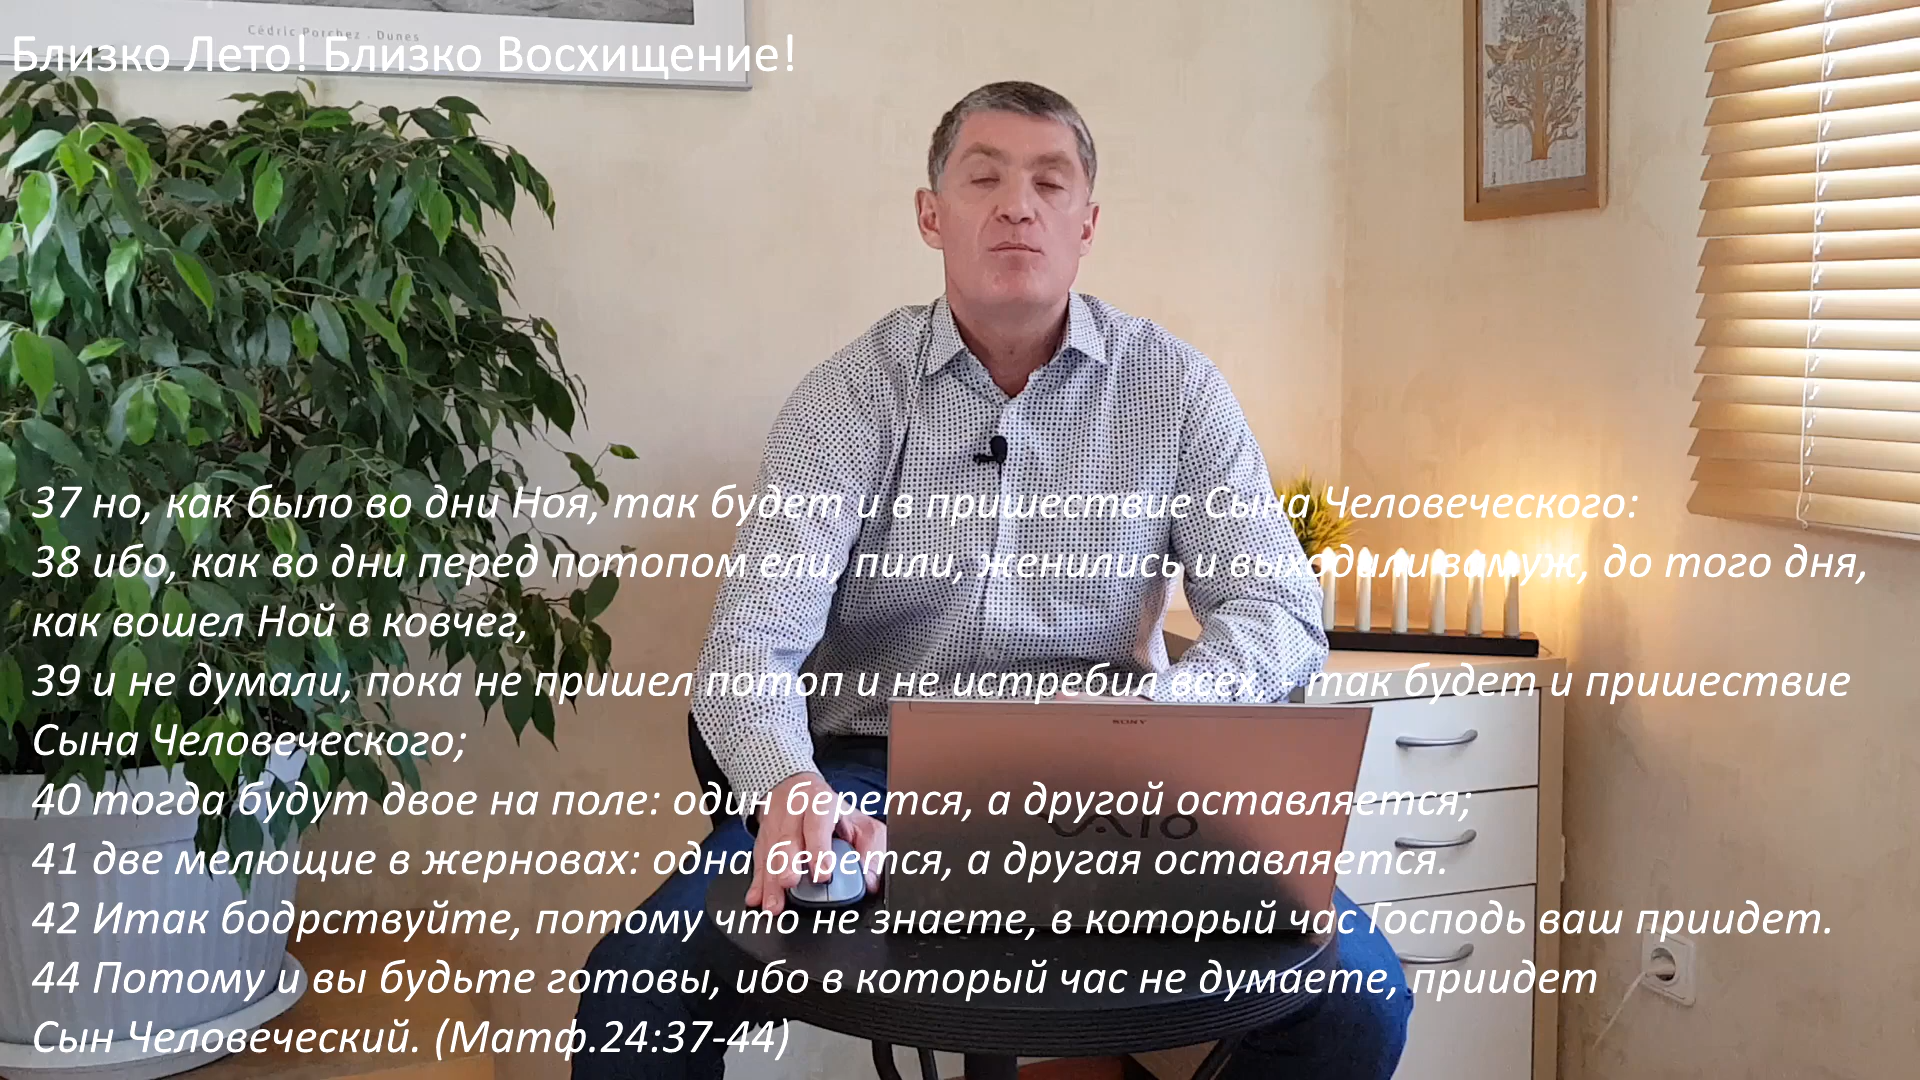 Cédric Porchez . Dunes
Близко Лето! Близко Восхищение!
37 но, как было во дни Ноя, так будет и в пришествие Сына Человеческого:
38 ибо, как во дни перед потопом ели, пили, женились и выходили замуж, до того дня,
как вошел Ной в ковчег,
39 и не думали, пока не пришел потоп и не истребил всех, - так будет и пришествие
Сына Человеческого;
40 тогда будут двое на поле: один берется, а другой оставляется;
41 две мелющие в жерновах: одна берется, а другая оставляется.
42 Итак бодрствуйте, потому что не знаете, в который час Господь ваш приидет.
44 Потому и вы будьте готовы, ибо в который час не думаете, приидет
Сын Человеческий. (Матф.24:37-44)
SONY
VAIO